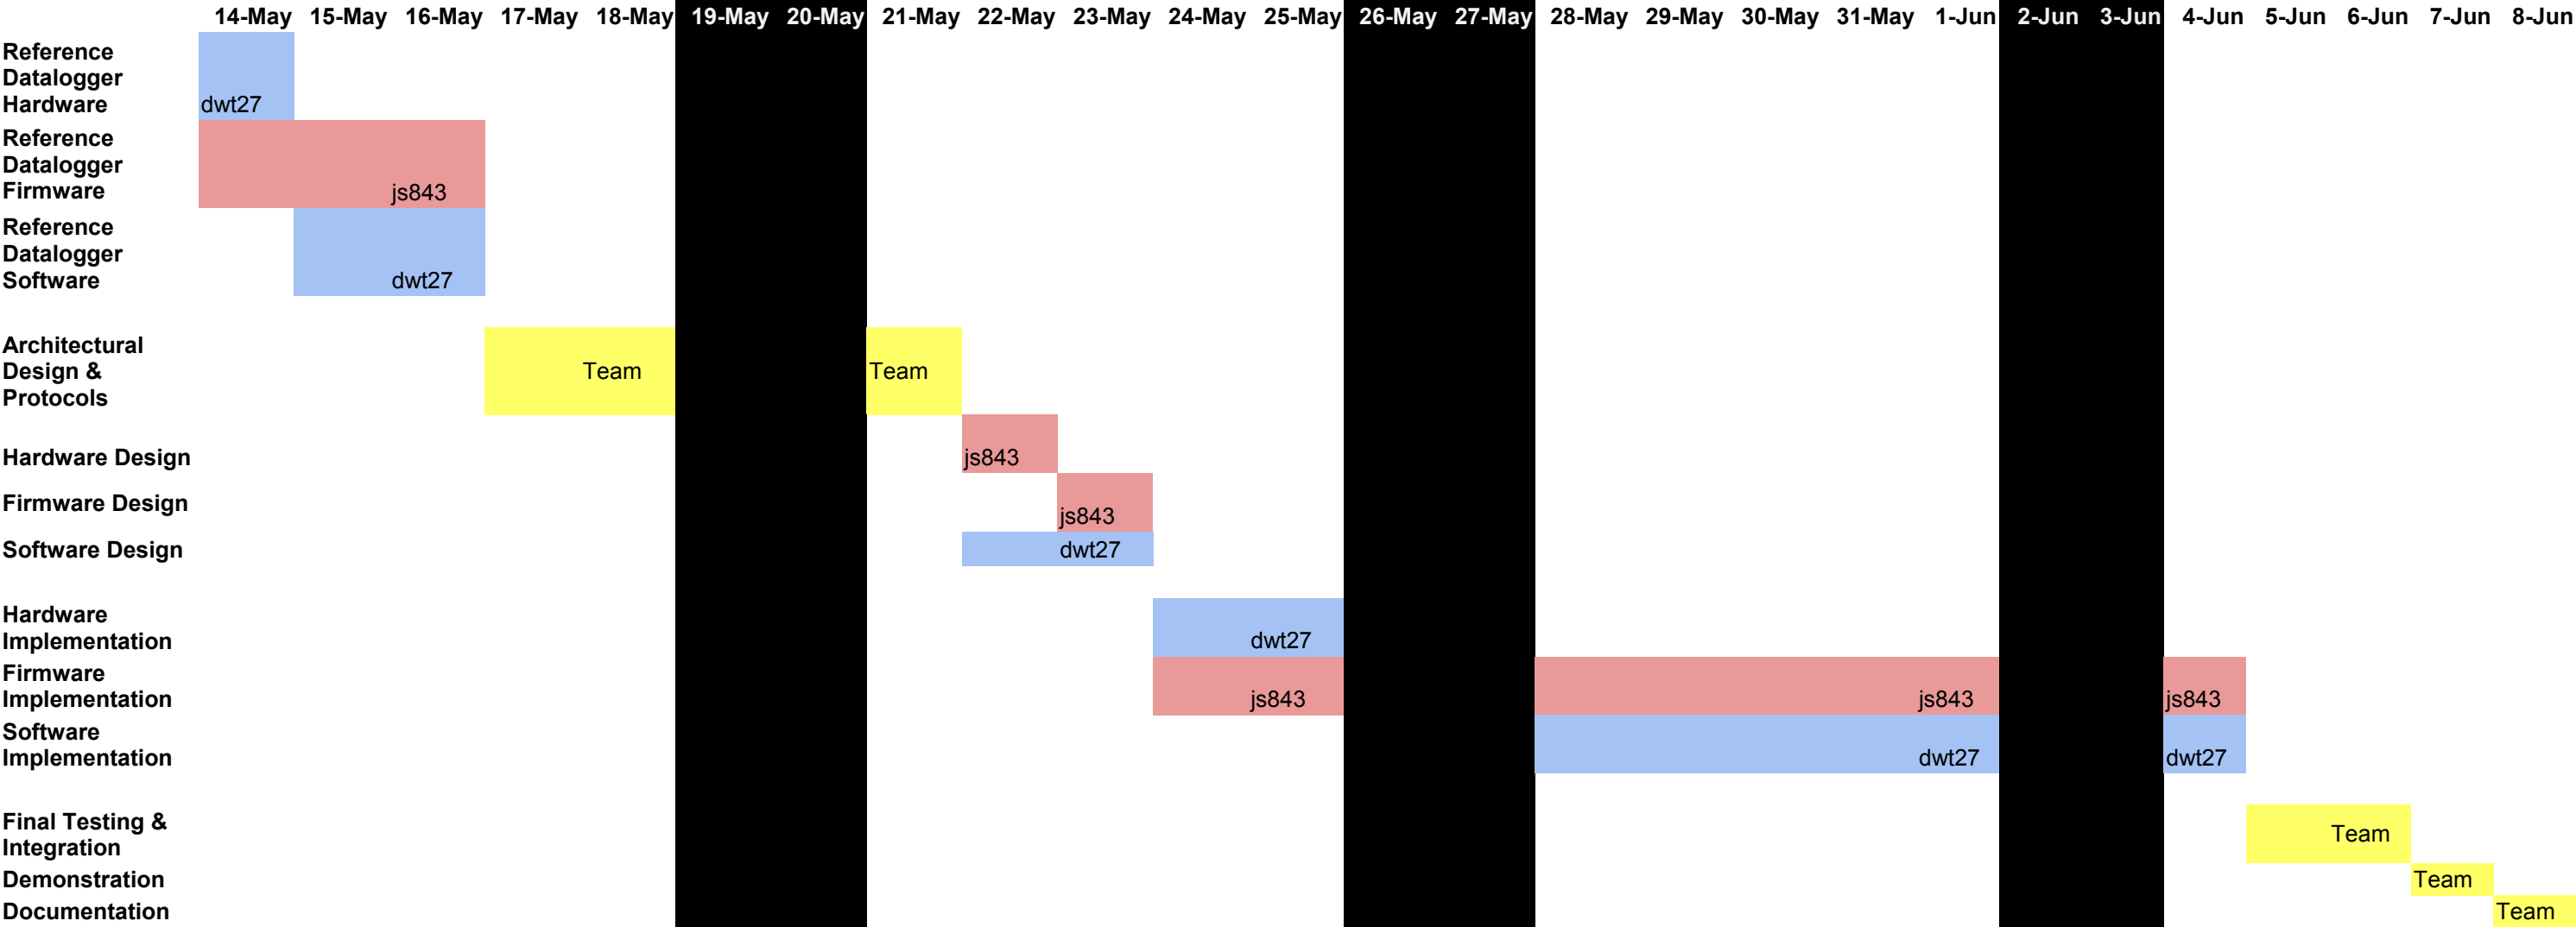 14-May 15-May 16-May 17-May 18-May 19-May 20-May 21-May 22-May 23-May 24-May 25-May 26-May 27-May 28-May 29-May 30-May 31-May 1-Jun 2-Jun 3-Jun 4-Jun 5-Jun 6-Jun 7-Jun 8-Jun
Reference
Datalogger
Hardware dwt27
Reference
Datalogger
Firmware js843
Reference
Datalogger
Software dwt27
Architectural
Design & Team Team
Protocols
Hardware Design js843
Firmware Design
js843
Software Design dwt27
Hardware
Implementation dwt27
Firmware
Implementation js843 js843 js843
Software
Implementation dwt27 dwt27
Final Testing &
Integration Team
Demonstration Team
Documentation Team